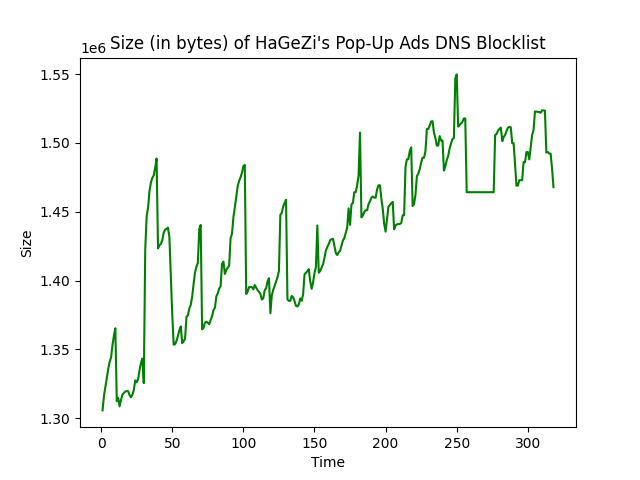 Size (in bytes) of HaGeZi's Pop-Up Ads DNS Blocklist
1e6
1.55
1.50
1.45
1.40
1.35
1.30
Size
0 50 100 150 200 250 300
Time